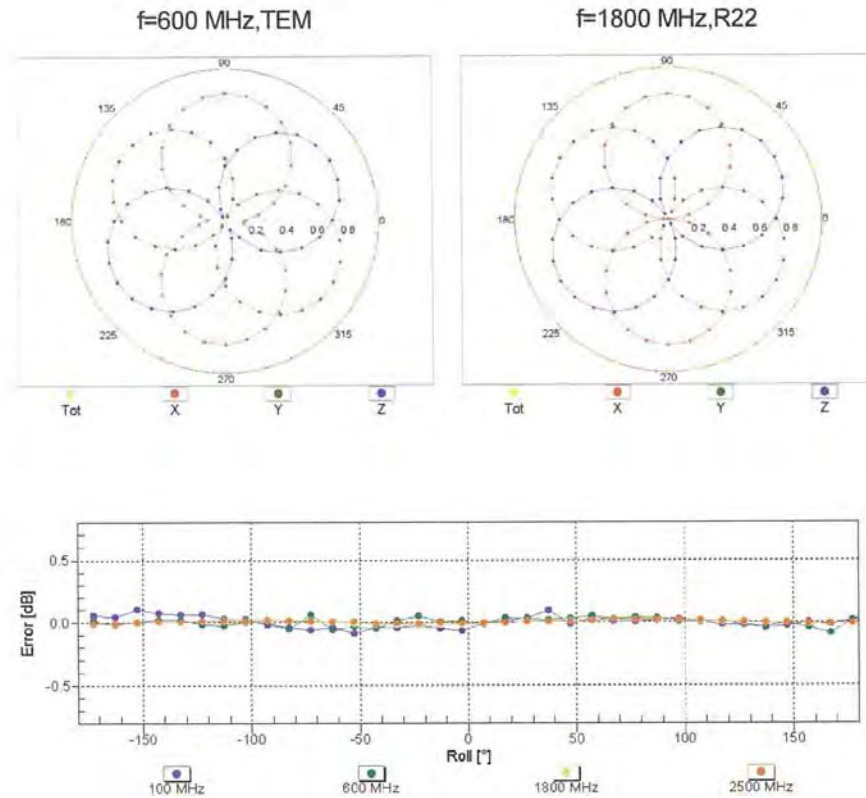 f=600 MHz,TEM
f=1800 MHz,R22
90
135
45
180
0.2 0.4 0.6 0.8
0
225
315
270
Tot X Y Z
90
135
45
180
0.2 0.4 0.6 0.8
0
225
315
270
Tot X Y Z
Error [dB]
0.5
0.0
-0.5
-150 -100 -50 0 50 100 150
Roll [°]
100 MHz 600 MHz 1800 MHz 2500 MHz